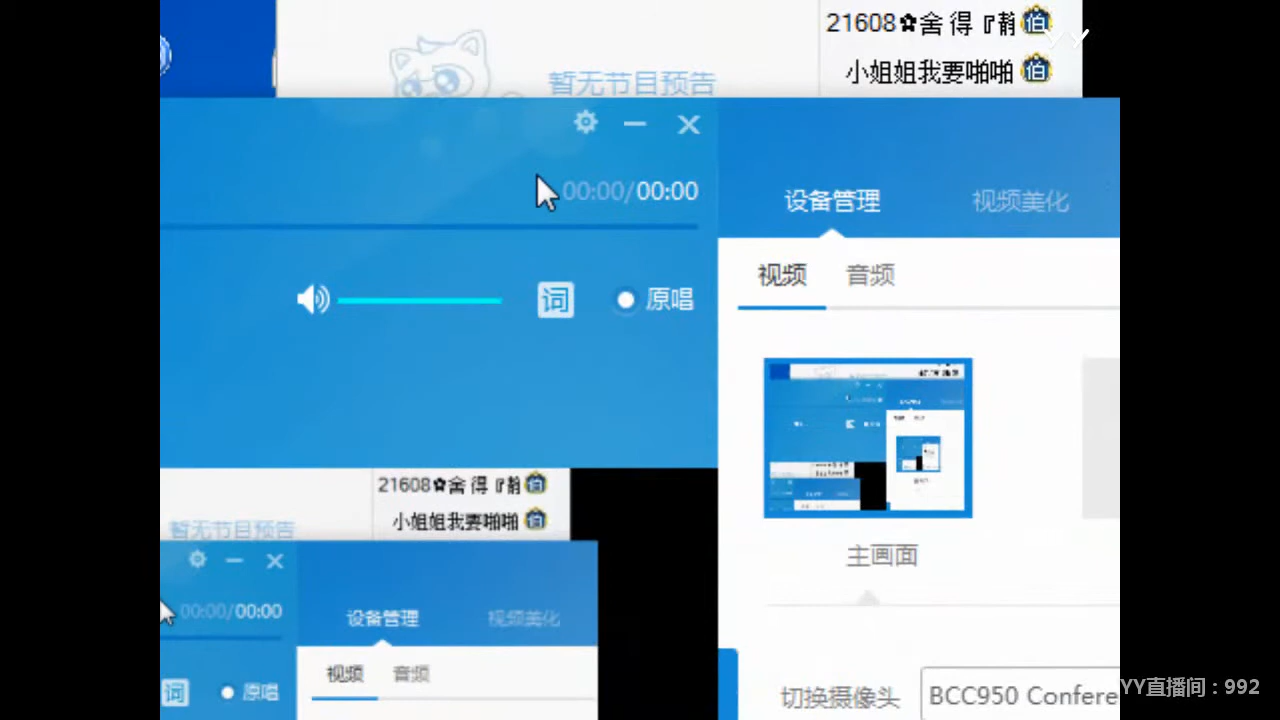 21608✿舍 得『静
YY
小姐姐我要啪啪
暂无节目预告
00:00/00:00
设备管理 视频美化
视频 音频
词 原唱
主画面
21608✿舍 得『静
小姐姐我要啪啪
暂无节目预告
00:00/00:00
设备管理 视频美化
视频 音频
词 原唱
切换摄像头 BCC950 Confere
YY直播间：992